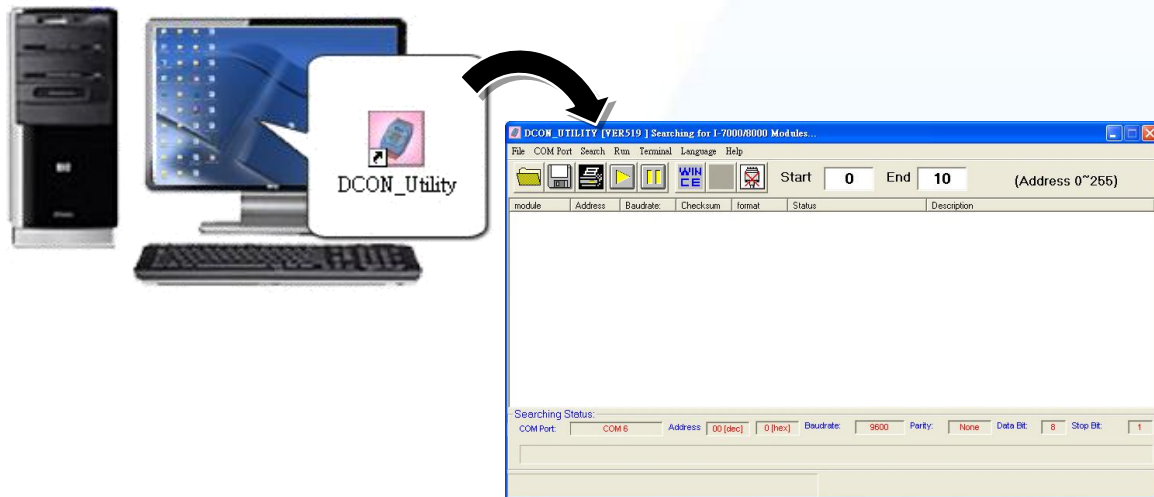 DCON_Utility
DCON_UTILITY [VER519 ] Searching for I-7000/8000 Modules...
File COM Port Search Run Terminal Language Help
WIN CE Start 0 End 10 (Address 0~255)
module Address Baudrate: Checksum format Status Description
Searching Status:
COM Port: COM 6 Address 00 [dec] 0 [hex] Baudrate: 9600 Parity: None Data Bit: 8 Stop Bit: 1